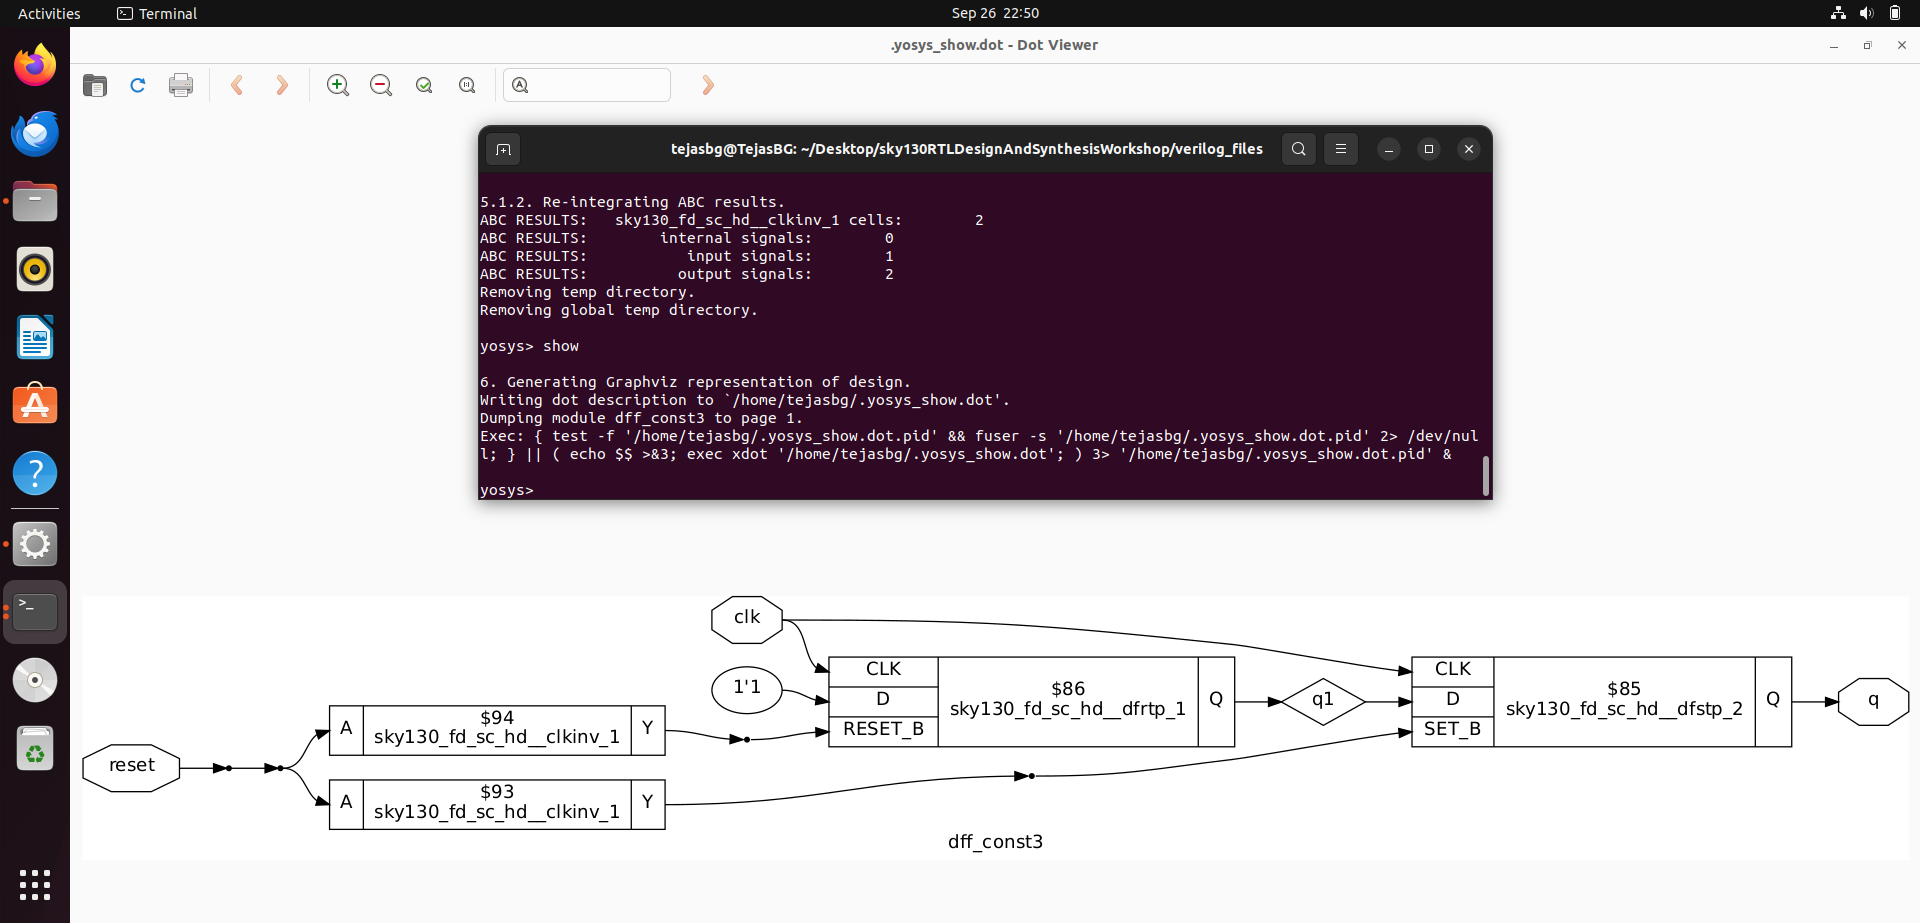 Activities
Terminal
Sep 26 22:50
.yosys_show.dot - Dot Viewer
tejasbg@TejasBG: ~/Desktop/sky130RTLDesignAndSynthesisWorkshop/verilog_files
5.1.2. Re-integrating ABC results.
ABC RESULTS:   sky130_fd_sc_hd__clkinv_1 cells:        2
ABC RESULTS:        internal signals:        0
ABC RESULTS:           input signals:        1
ABC RESULTS:          output signals:        2
Removing temp directory.
Removing global temp directory.
yosys> show
6. Generating Graphviz representation of design.
Writing dot description to `/home/tejasbg/.yosys_show.dot'.
Dumping module dff_const3 to page 1.
Exec: { test -f '/home/tejasbg/.yosys_show.dot.pid' && fuser -s '/home/tejasbg/.yosys_show.dot.pid' 2> /dev/nul
l; } || ( echo $$ >&3; exec xdot '/home/tejasbg/.yosys_show.dot'; ) 3> '/home/tejasbg/.yosys_show.dot.pid' &
yosys>
reset
A
$94
sky130_fd_sc_hd__clkinv_1
Y
A
$93
sky130_fd_sc_hd__clkinv_1
Y
clk
1'1
CLK
D
RESET_B
$86
sky130_fd_sc_hd__dfrtp_1
Q
q1
CLK
D
SET_B
$85
sky130_fd_sc_hd__dfstp_2
Q
q
dff_const3